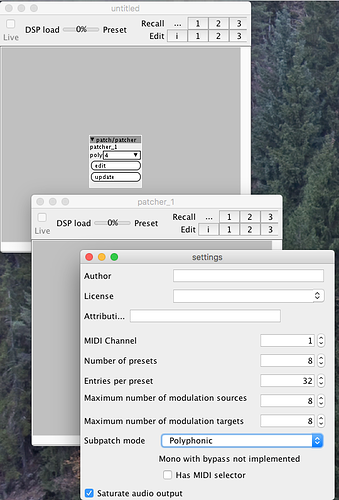 untitled
Live
DSP load 0% Preset
Recall ... 1 2 3
Edit i 1 2 3
▼ patch/patcher
patcher_1
poly 4 ▼
edit
update
patcher_1
Live
DSP load 0% Preset
Recall ... 1 2 3
Edit i 1 2 3
settings
Author
License
Attributi...
MIDI Channel 1
Number of presets 8
Entries per preset 32
Maximum number of modulation sources 8
Maximum number of modulation targets 8
Subpatch mode Polyphonic
Mono with bypass not implemented
Has MIDI selector
Saturate audio output